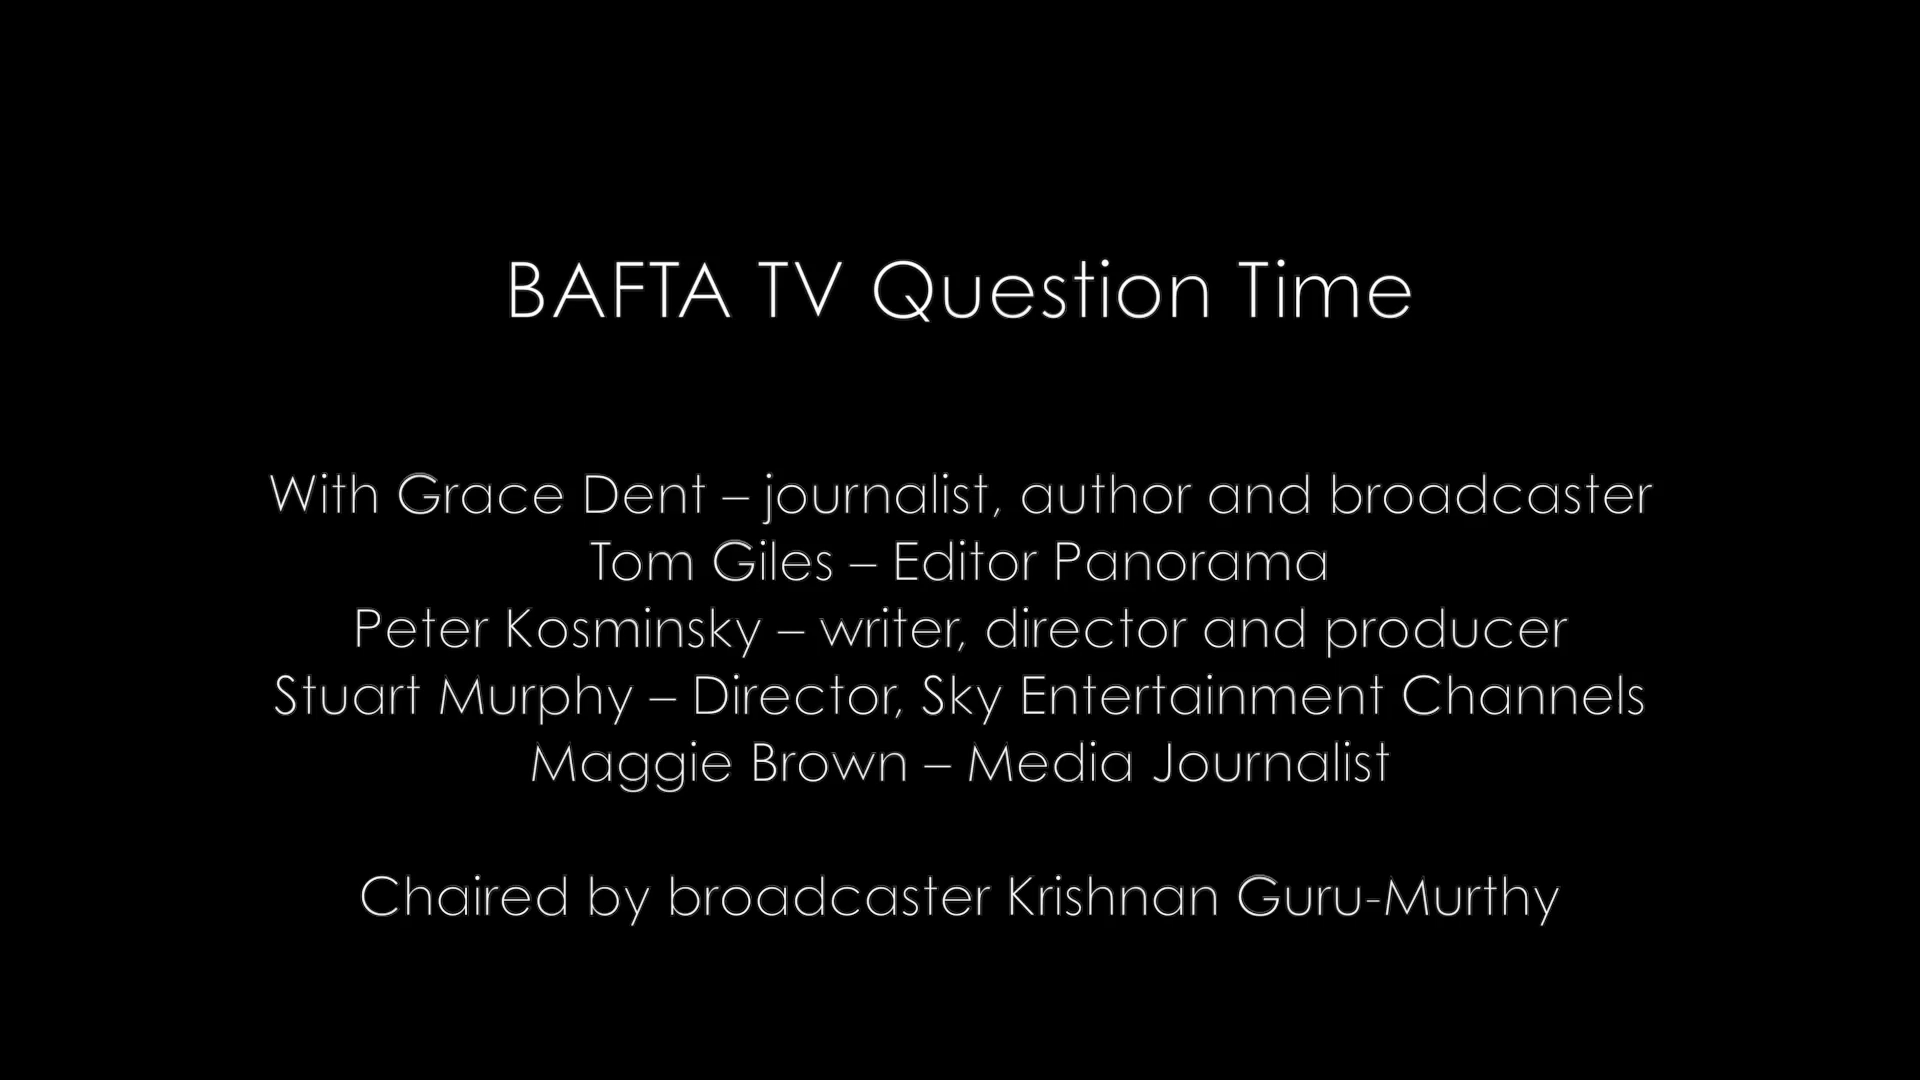 BAFTA TV Question Time
With Grace Dent – journalist, author and broadcaster
Tom Giles – Editor Panorama
Peter Kosminsky – writer, director and producer
Stuart Murphy – Director, Sky Entertainment Channels
Maggie Brown – Media Journalist
Chaired by broadcaster Krishnan Guru-Murthy